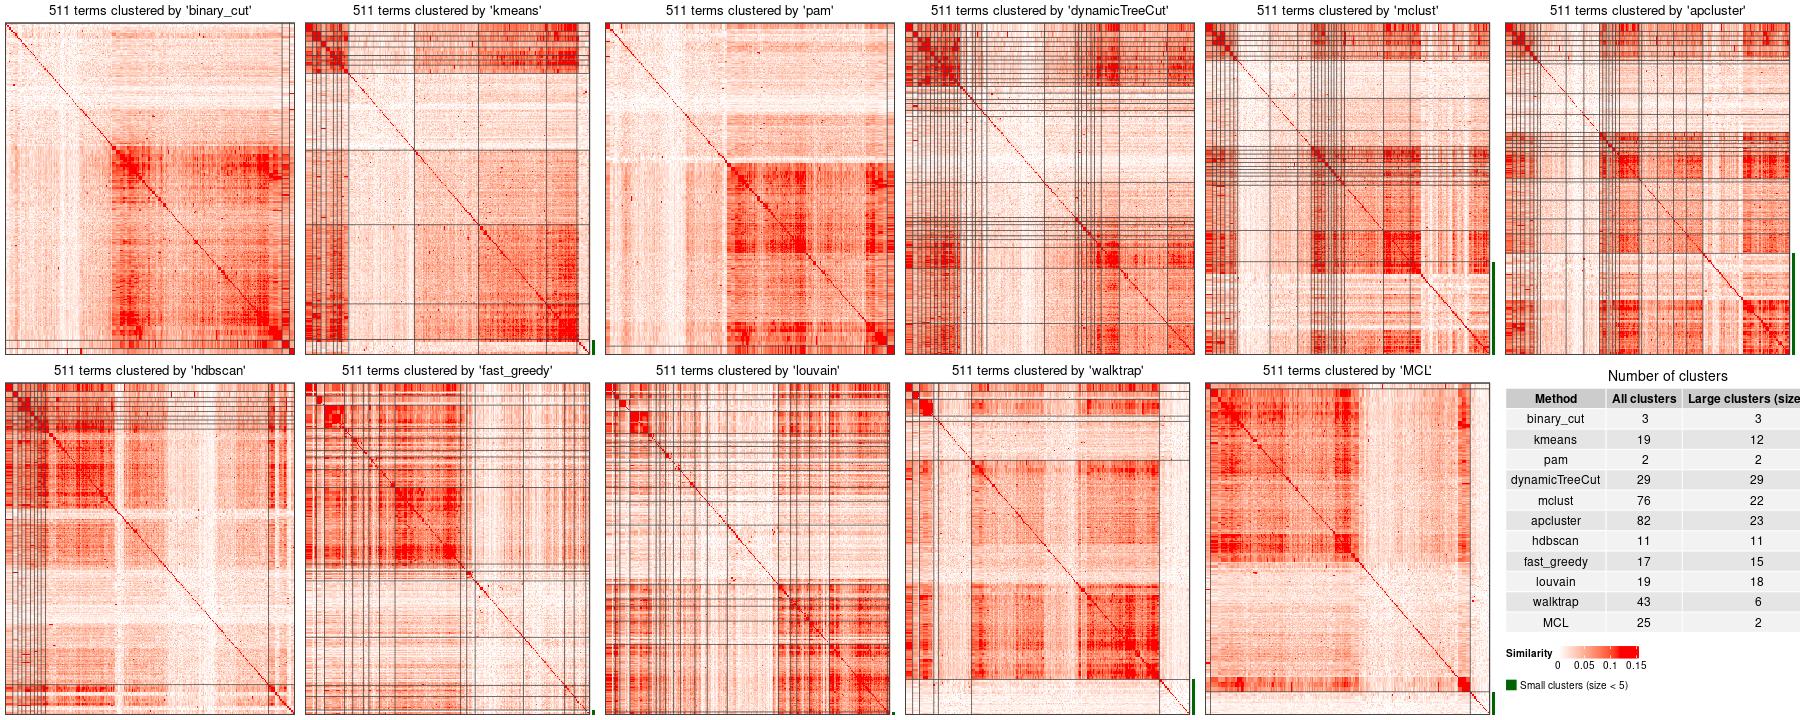 511 terms clustered by 'binary_cut'
511 terms clustered by 'kmeans'
511 terms clustered by 'pam'
511 terms clustered by 'dynamicTreeCut'
511 terms clustered by 'mclust'
511 terms clustered by 'apcluster'
511 terms clustered by 'hdbscan'
511 terms clustered by 'fast_greedy'
511 terms clustered by 'louvain'
511 terms clustered by 'walktrap'
511 terms clustered by 'MCL'
Number of clusters
Method All clusters Large clusters (size
binary_cut 3 3
kmeans 19 12
pam 2 2
dynamicTreeCut 29 29
mclust 76 22
apcluster 82 23
hdbscan 11 11
fast_greedy 17 15
louvain 19 18
walktrap 43 6
MCL 25 2
Similarity
0 0.05 0.1 0.15
Small clusters (size < 5)